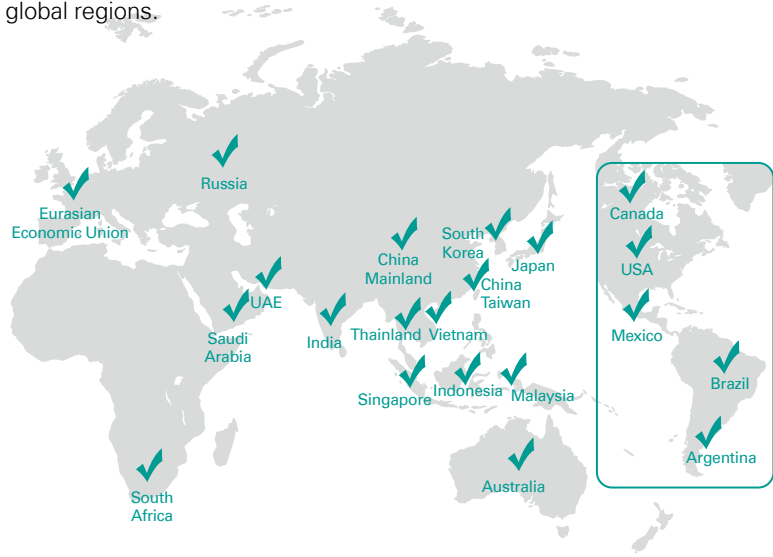 global regions.
Russia
Eurasian
Economic Union
Canada
South
Korea
China
Mainland
Japan
USA
UAE
China
Taiwan
Saudi
Arabia
India
Thainland
Vietnam
Mexico
Singapore
Indonesia
Malaysia
Brazil
Argentina
Australia
South
Africa